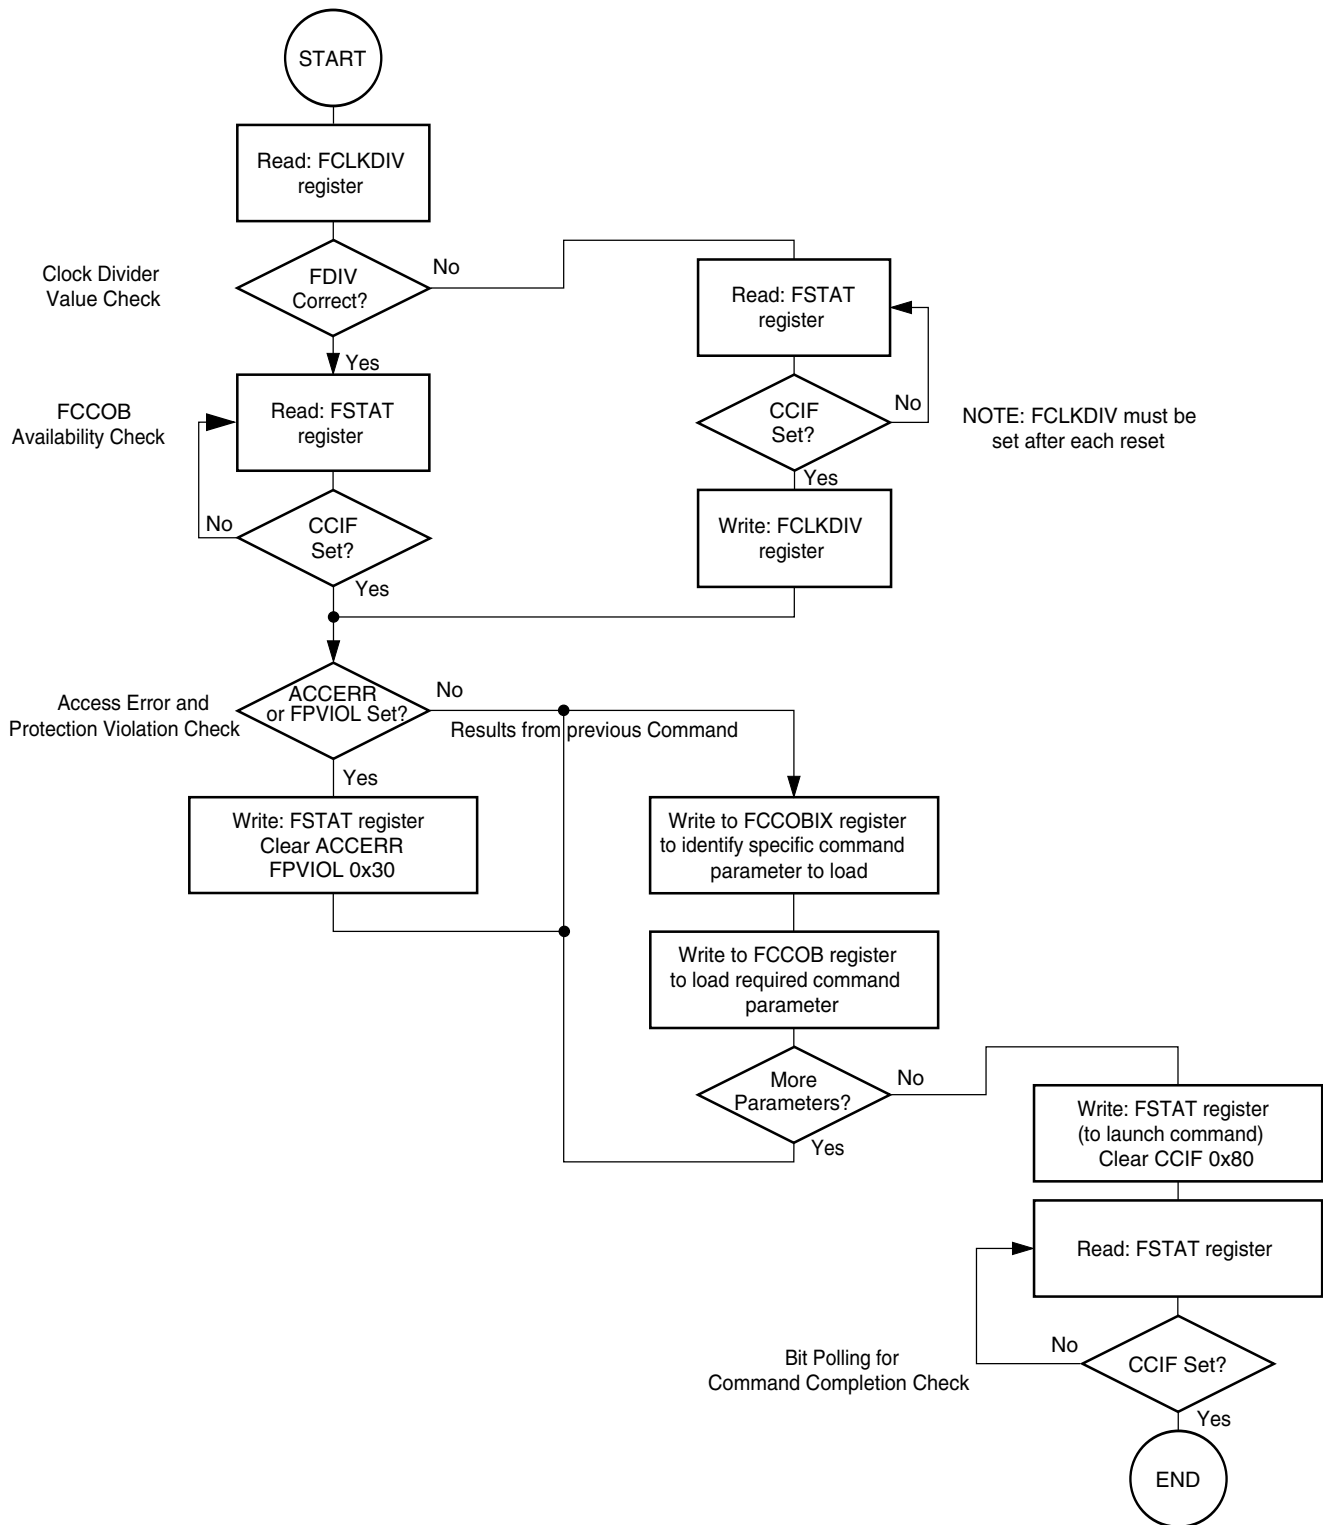 START
Read: FCLKDIV
register
Clock Divider
Value Check
FDIV
Correct?
No
Yes
Read: FSTAT
register
CCIF
Set?
No
Yes
NOTE: FCLKDIV must be
set after each reset
Write: FCLKDIV
register
FCCOB
Availability Check
Read: FSTAT
register
No
CCIF
Set?
Yes
Access Error and
Protection Violation Check
ACCERR
or FPVIOL Set?
No
Results from previous Command
Yes
Write: FSTAT register
Clear ACCERR
FPVIOL 0x30
Write to FCCOBIX register
to identify specific command
parameter to load
Write to FCCOB register
to load required command
parameter
More
Parameters?
No
Yes
Write: FSTAT register
(to launch command)
Clear CCIF 0x80
Read: FSTAT register
Bit Polling for
Command Completion Check
No
CCIF Set?
Yes
END